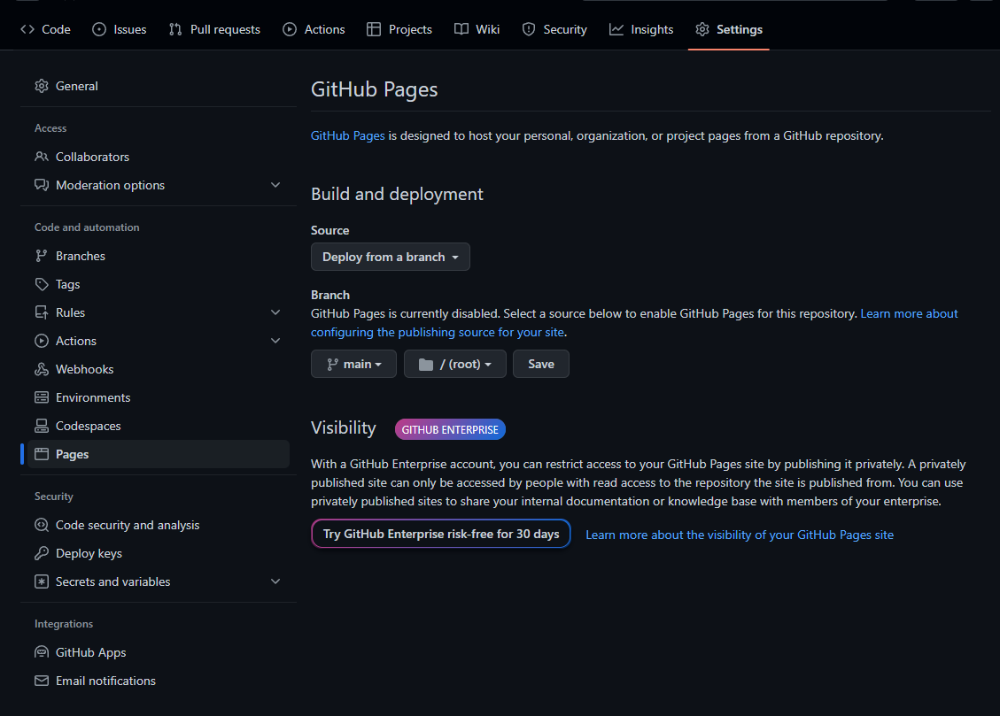 Code Issues Pull requests Actions Projects Wiki Security Insights Settings
General
Access
Collaborators
Moderation options
Code and automation
Branches
Tags
Rules
Actions
Webhooks
Environments
Codespaces
Pages
Security
Code security and analysis
Deploy keys
Secrets and variables
Integrations
GitHub Apps
Email notifications
GitHub Pages
GitHub Pages is designed to host your personal, organization, or project pages from a GitHub repository.
Build and deployment
Source
Deploy from a branch
Branch
GitHub Pages is currently disabled. Select a source below to enable GitHub Pages for this repository. Learn more about
configuring the publishing source for your site.
main / (root) Save
Visibility GITHUB ENTERPRISE
With a GitHub Enterprise account, you can restrict access to your GitHub Pages site by publishing it privately. A privately
published site can only be accessed by people with read access to the repository the site is published from. You can use
privately published sites to share your internal documentation or knowledge base with members of your enterprise.
Try GitHub Enterprise risk-free for 30 days Learn more about the visibility of your GitHub Pages site